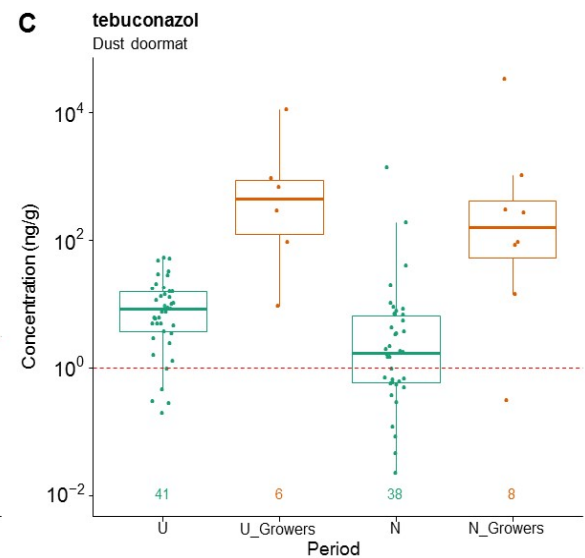 C
tebuconazol
Dust doormat
Concentration (ng/g)
10⁴
10²
10⁰
10⁻²
41 6 38 8
U U_Growers N N_Growers
Period